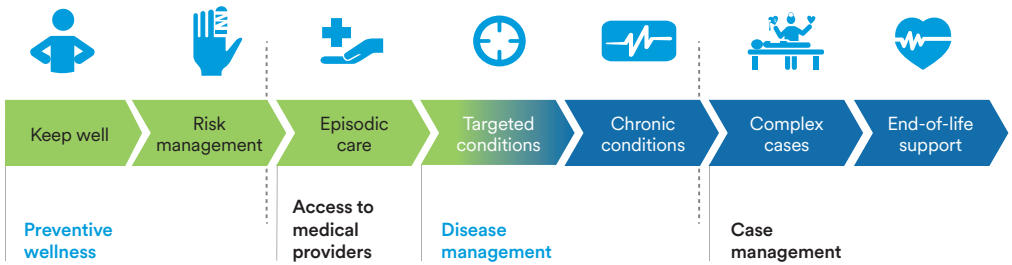 Keep well
Risk
management
Episodic
care
Targeted
conditions
Chronic
conditions
Complex
cases
End-of-life
support
Preventive
wellness
Access to
medical
providers
Disease
management
Case
management